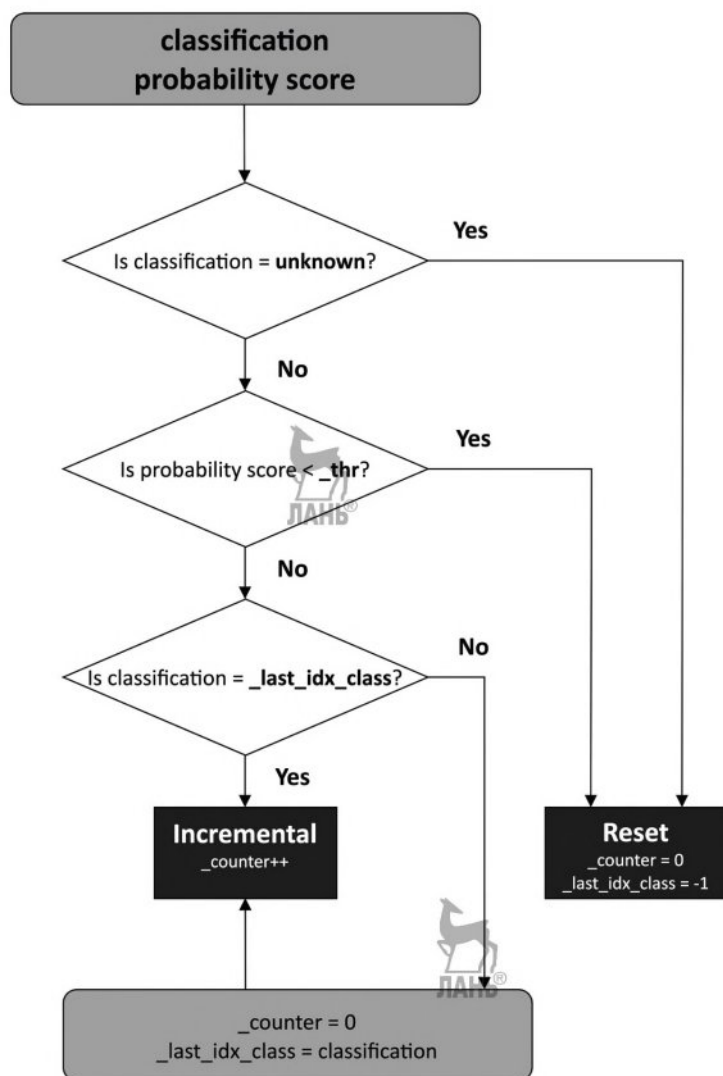 classification
probability score
Yes
Is classification = unknown?
No
Yes
Is probability score < _thr?
ЛАНЬ®
No
No
Is classification = _last_idx_class?
Yes
Incremental
_counter++
Reset
_counter = 0
_last_idx_class = -1
ЛАНЬ®
_counter = 0
_last_idx_class = classification